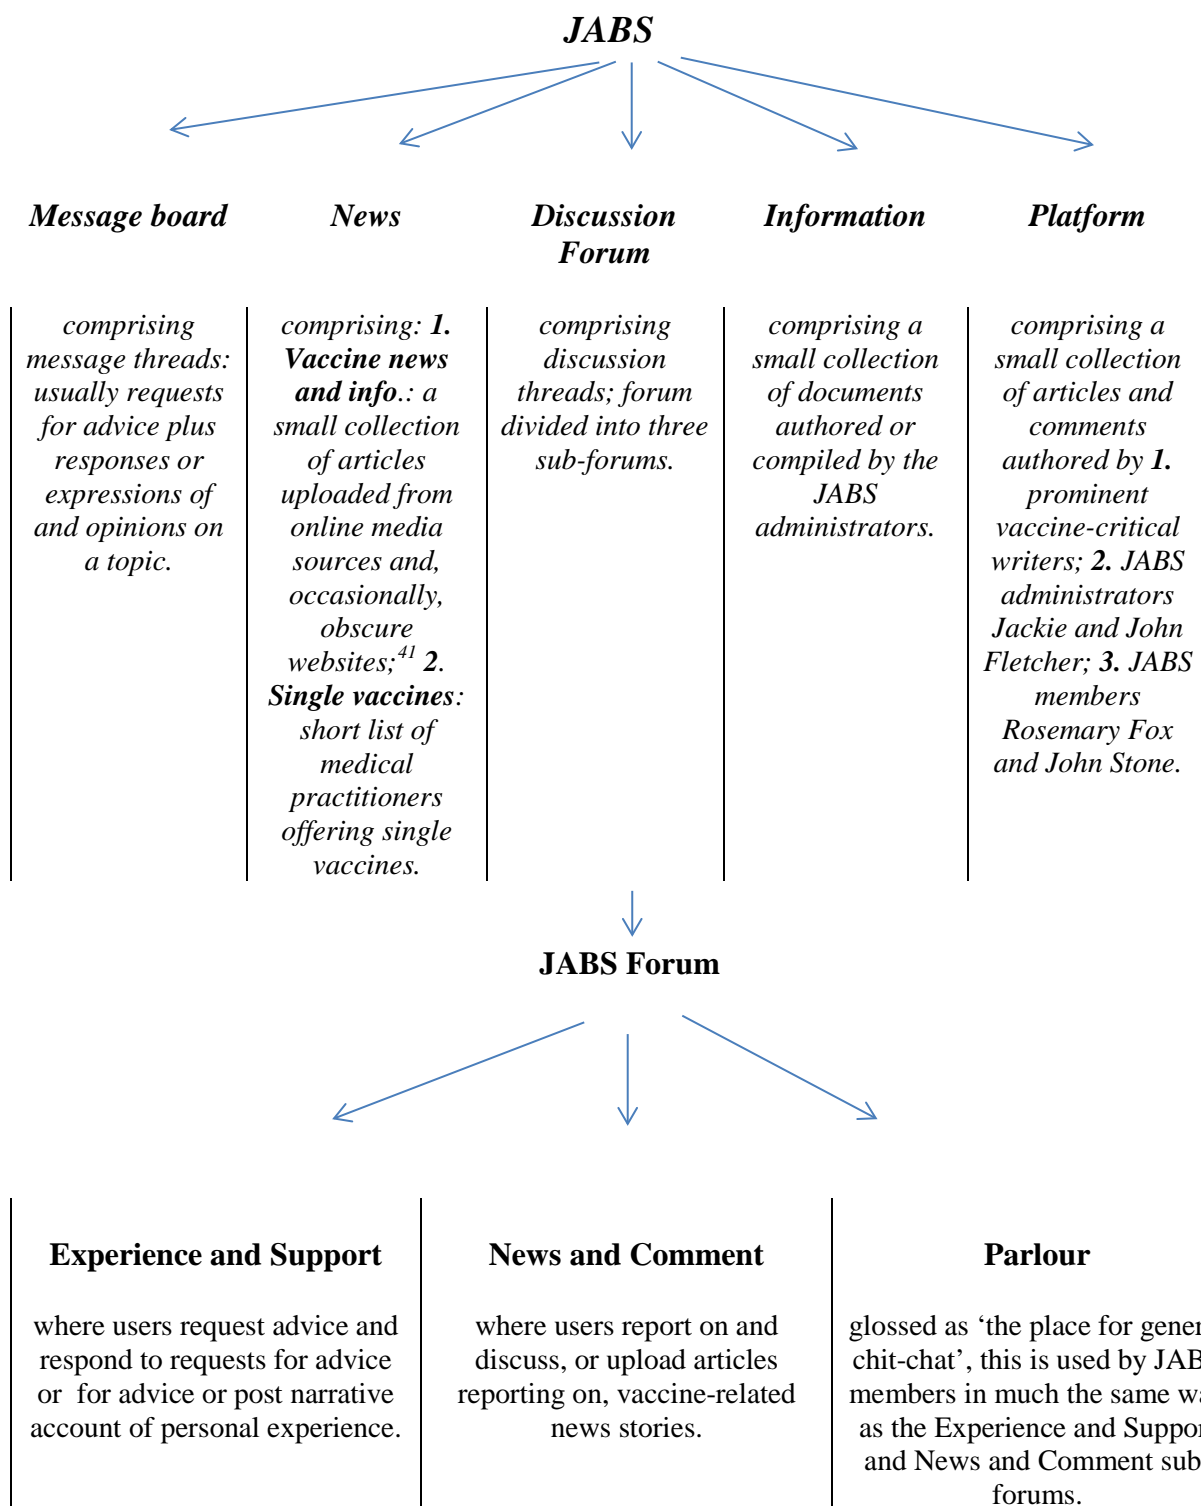 JABS
Message board
News
Discussion
Forum
Information
Platform
comprising
message threads:
usually requests
for advice plus
responses or
expressions of
and opinions on
a topic.
comprising: 1.
Vaccine news
and info.: a
small collection
of articles
uploaded from
online media
sources and,
occasionally,
obscure
websites;41 2.
Single vaccines:
short list of
medical
practitioners
offering single
vaccines.
comprising
discussion
threads; forum
divided into three
sub-forums.
comprising a
small collection
of documents
authored or
compiled by the
JABS
administrators.
comprising a
small collection
of articles and
comments
authored by 1.
prominent
vaccine-critical
writers; 2. JABS
administrators
Jackie and John
Fletcher; 3. JABS
members
Rosemary Fox
and John Stone.
JABS Forum
Experience and Support
where users request advice and
respond to requests for advice
or for advice or post narrative
account of personal experience.
News and Comment
where users report on and
discuss, or upload articles
reporting on, vaccine-related
news stories.
Parlour
glossed as ‘the place for gener
chit-chat’, this is used by JAB
members in much the same wa
as the Experience and Suppor
and News and Comment sub
forums.